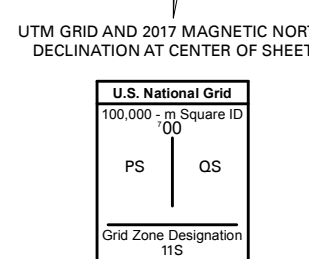 UTM GRID AND 2017 MAGNETIC NORT
DECLINATION AT CENTER OF SHEET
U.S. National Grid
100,000 - m Square ID
⁷00
PS QS
Grid Zone Designation
11S